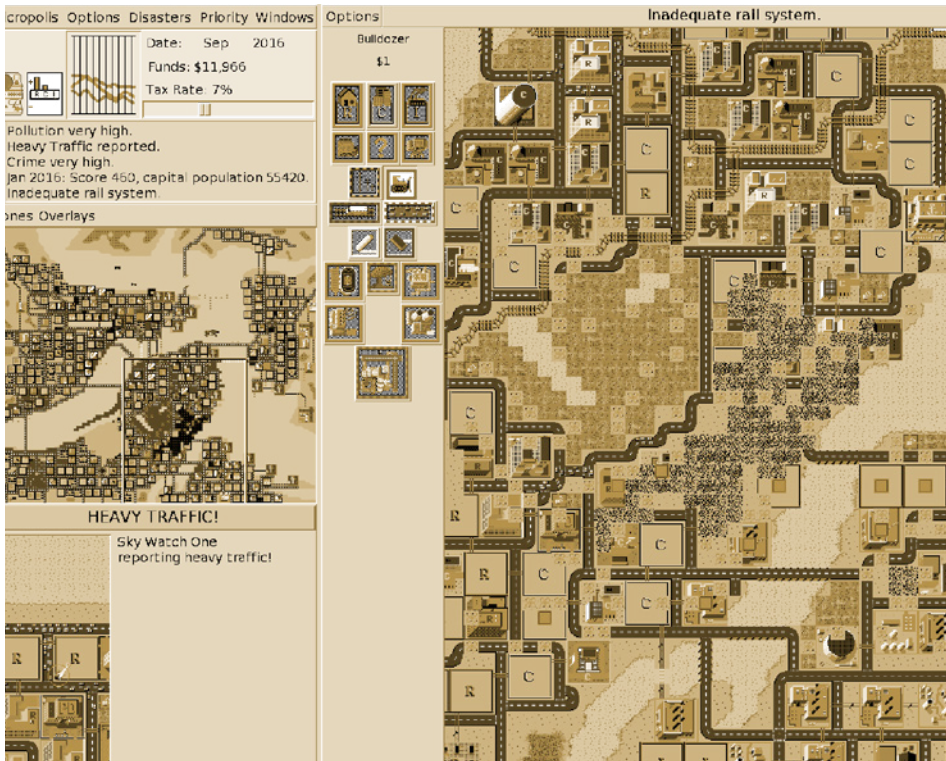 cropolis Options Disasters Priority Windows
Date: Sep 2016
Funds: $11,966
Tax Rate: 7%
R C I
Pollution very high.
Heavy Traffic reported.
Crime very high.
Jan 2016: Score 460, capital population 55420.
Inadequate rail system.
ones Overlays
HEAVY TRAFFIC!
Sky Watch One
reporting heavy traffic!
R
R
Options
Bulldozer
$1
Inadequate rail system.
R
C
R
C
C
C
R
C
R
C
C
C
C
R
R
C
R
C
C
R
C